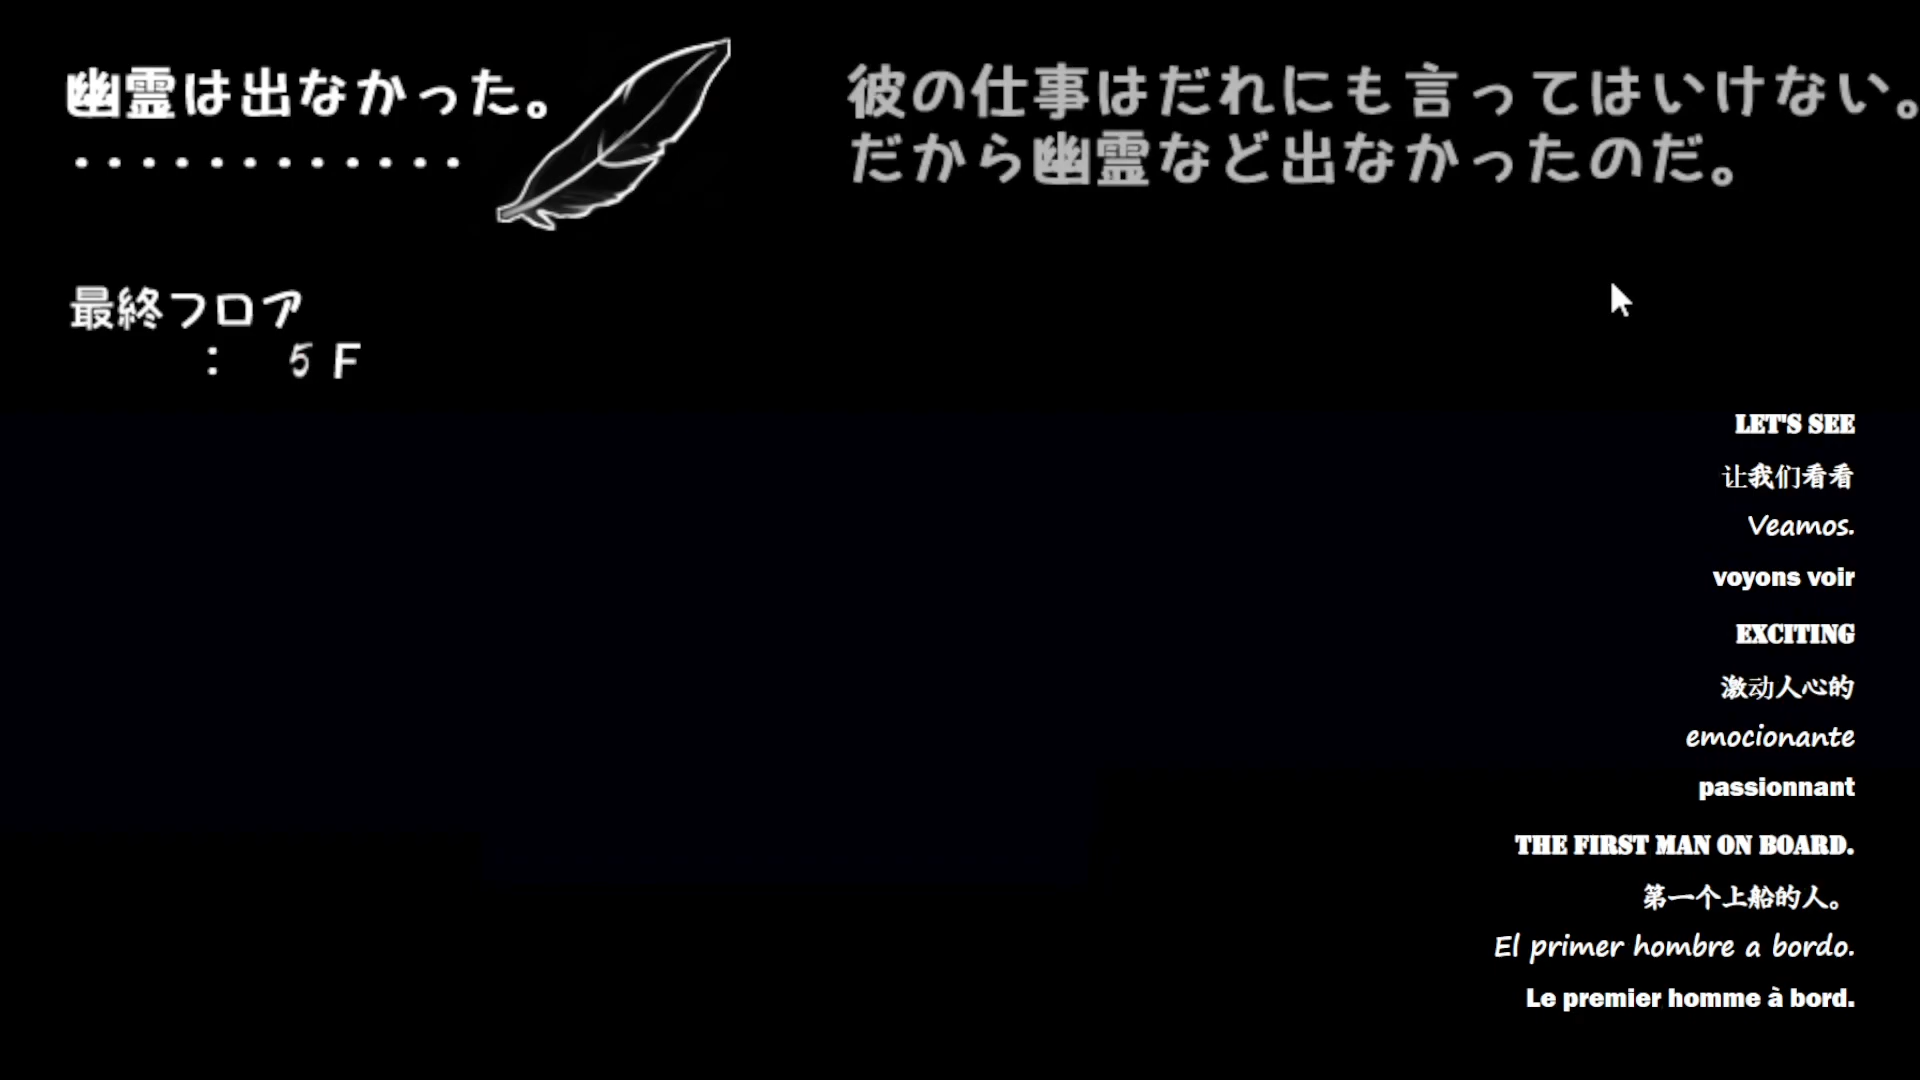 幽霊は出なかった。
・・・・・・・・・・・・
彼の仕事はだれにも言ってはいけない。
だから幽霊など出なかったのだ。
最終フロア
： 5 F
LET'S SEE
让我们看看
Veamos.
voyons voir
EXCITING
激动人心的
emocionante
passionnant
THE FIRST MAN ON BOARD.
第一个上船的人。
El primer hombre a bordo.
Le premier homme à bord.